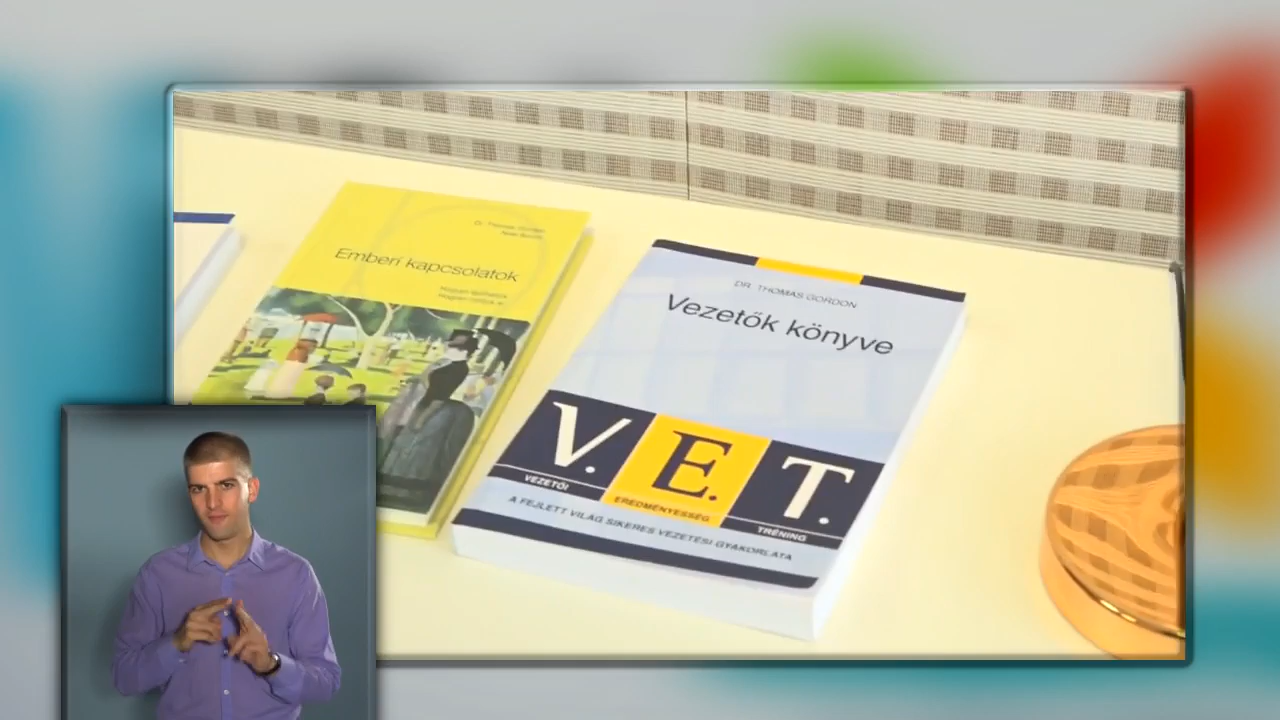 Emberi kapcsolatok
DR. THOMAS GORDON
Vezetők könyve
V.E.T.
VEZETŐI EREDMÉNYESSÉG TRÉNING
A FEJLETT VILÁG SIKERES VEZETÉSI GYAKORLATA